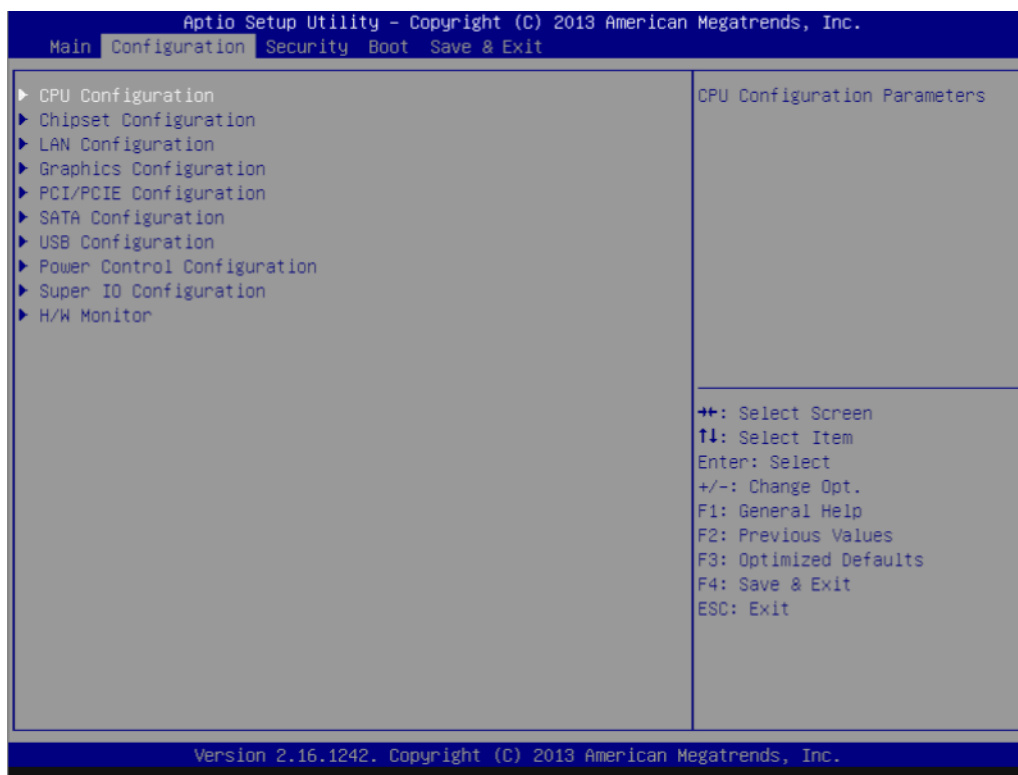 Aptio Setup Utility – Copyright (C) 2013 American Megatrends, Inc.
Main Configuration Security Boot Save & Exit
▶ CPU Configuration
▶ Chipset Configuration
▶ LAN Configuration
▶ Graphics Configuration
▶ PCI/PCIE Configuration
▶ SATA Configuration
▶ USB Configuration
▶ Power Control Configuration
▶ Super IO Configuration
▶ H/W Monitor
CPU Configuration Parameters
→←: Select Screen
↑↓: Select Item
Enter: Select
+/-: Change Opt.
F1: General Help
F2: Previous Values
F3: Optimized Defaults
F4: Save & Exit
ESC: Exit
Version 2.16.1242. Copyright (C) 2013 American Megatrends, Inc.